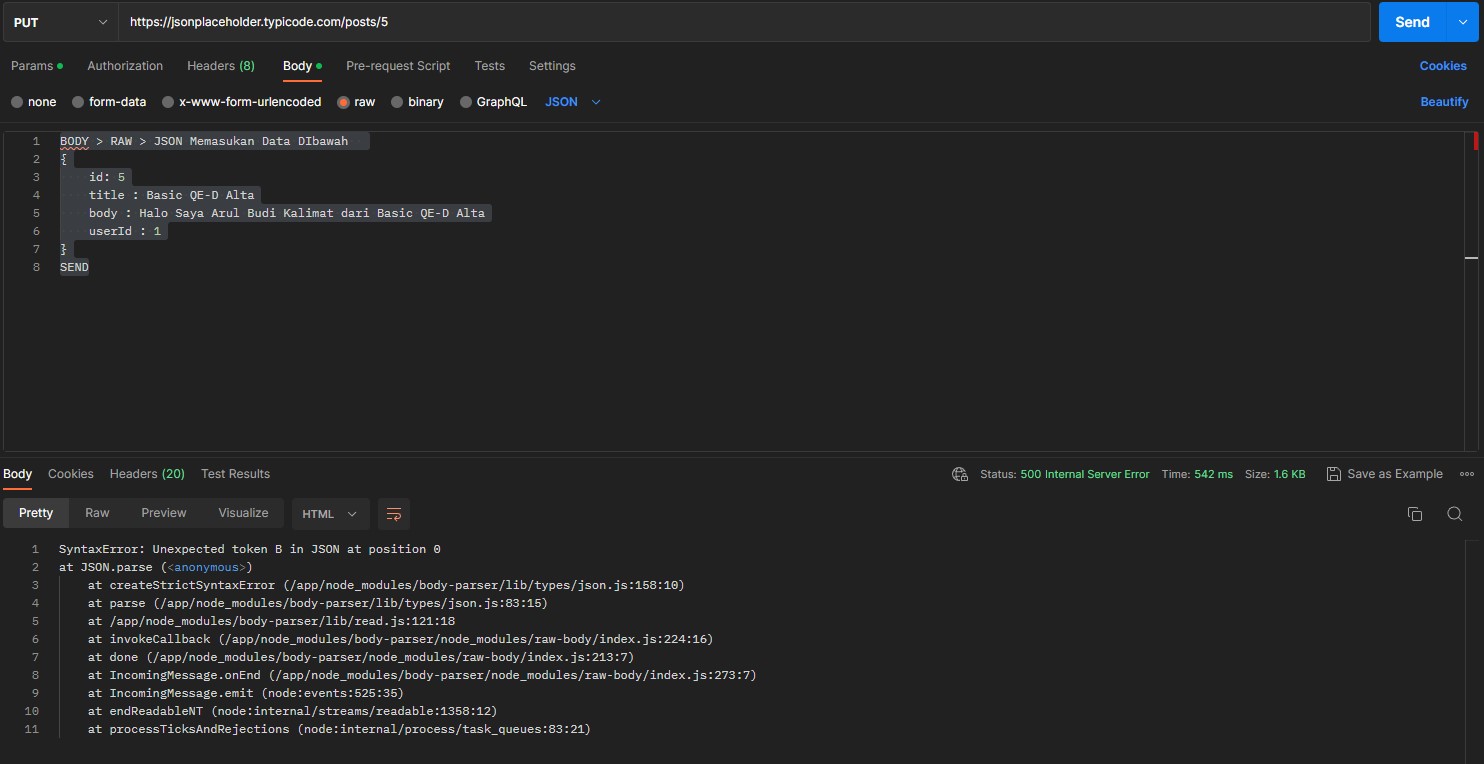 PUT https://jsonplaceholder.typicode.com/posts/5 Send
Params Authorization Headers (8) Body Pre-request Script Tests Settings Cookies
none form-data x-www-form-urlencoded raw binary GraphQL JSON Beautify
1 BODY > RAW > JSON Memasukan Data DIbawah
2 {
3 id: 5
4 title : Basic QE-D Alta
5 body : Halo Saya Arul Budi Kalimat dari Basic QE-D Alta
6 userId : 1
7 }
8 SEND
Body Cookies Headers (20) Test Results Status: 500 Internal Server Error Time: 542 ms Size: 1.6 KB Save as Example
Pretty Raw Preview Visualize HTML
1 SyntaxError: Unexpected token B in JSON at position 0
2 at JSON.parse (<anonymous>)
3 at createStrictSyntaxError (/app/node_modules/body-parser/lib/types/json.js:158:10)
4 at parse (/app/node_modules/body-parser/lib/types/json.js:83:15)
5 at /app/node_modules/body-parser/lib/read.js:121:18
6 at invokeCallback (/app/node_modules/body-parser/node_modules/raw-body/index.js:224:16)
7 at done (/app/node_modules/body-parser/node_modules/raw-body/index.js:213:7)
8 at IncomingMessage.onEnd (/app/node_modules/body-parser/node_modules/raw-body/index.js:273:7)
9 at IncomingMessage.emit (node:events:525:35)
10 at endReadableNT (node:internal/streams/readable:1358:12)
11 at processTicksAndRejections (node:internal/process/task_queues:83:21)